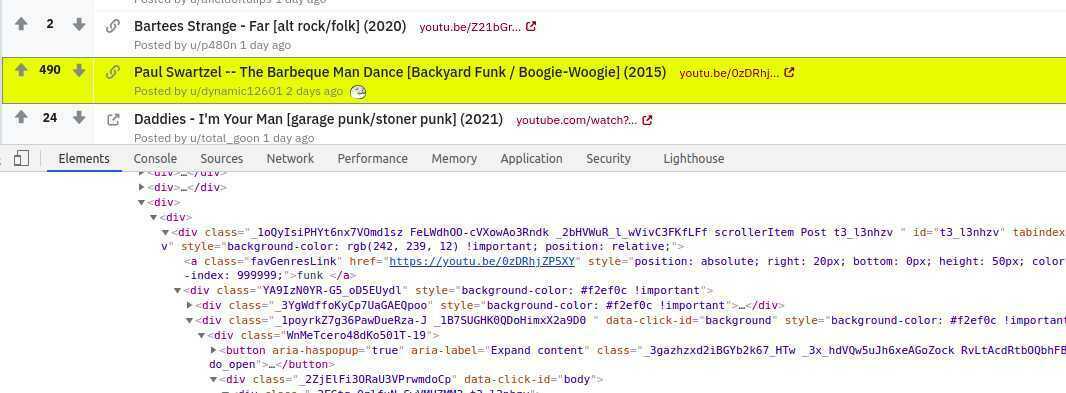 Posted by u/dncloortulips 1 day ago
2
Bartees Strange - Far [alt rock/folk] (2020) youtu.be/Z21bGr...
Posted by u/p480n 1 day ago
490
Paul Swartzel -- The Barbeque Man Dance [Backyard Funk / Boogie-Woogie] (2015) youtu.be/0zDRhj...
Posted by u/dynamic12601 2 days ago
24
Daddies - I'm Your Man [garage punk/stoner punk] (2021) youtube.com/watch?...
Posted by u/total_goon 1 day ago
Elements Console Sources Network Performance Memory Application Security Lighthouse
<div>…</div>
<div>…</div>
<div>
<div>
<div class="_1oQyIsiPHYt6nx7VOmd1sz FeLWdhOO-cVXowAo3Rndk _2bHVWuR_l_wVivC3FKfLFf scrollerItem Post t3_l3nhzv " id="t3_l3nhzv" tabindex
v" style="background-color: rgb(242, 239, 12) !important; position: relative;">
<a class="favGenresLink" href="https://youtu.be/0zDRhjZP5XY" style="position: absolute; right: 20px; bottom: 0px; height: 50px; color
-index: 999999;">funk </a>
<div class="YA9IzN0YR-G5_oD5EUydl" style="background-color: #f2ef0c !important">
<div class="_3YgWdffoKyCp7UaGAEQpoo" style="background-color: #f2ef0c !important">…</div>
<div class="_1poyrkZ7g36PawDueRza-J _1B7SUGHK0QDoHimxX2a9D0 " data-click-id="background" style="background-color: #f2ef0c !important
<div class="WnMeTcero48dKo501T-19">
<button aria-haspopup="true" aria-label="Expand content" class="_3gazhzxd2iBGYb2k67_HTw _3x_hdVQw5uJh6xeAGoZock RvLtAcdRtbOQbhFB
do_open">…</button>
<div class="_2ZjElFi3ORaU3VPrwmdoCp" data-click-id="body">